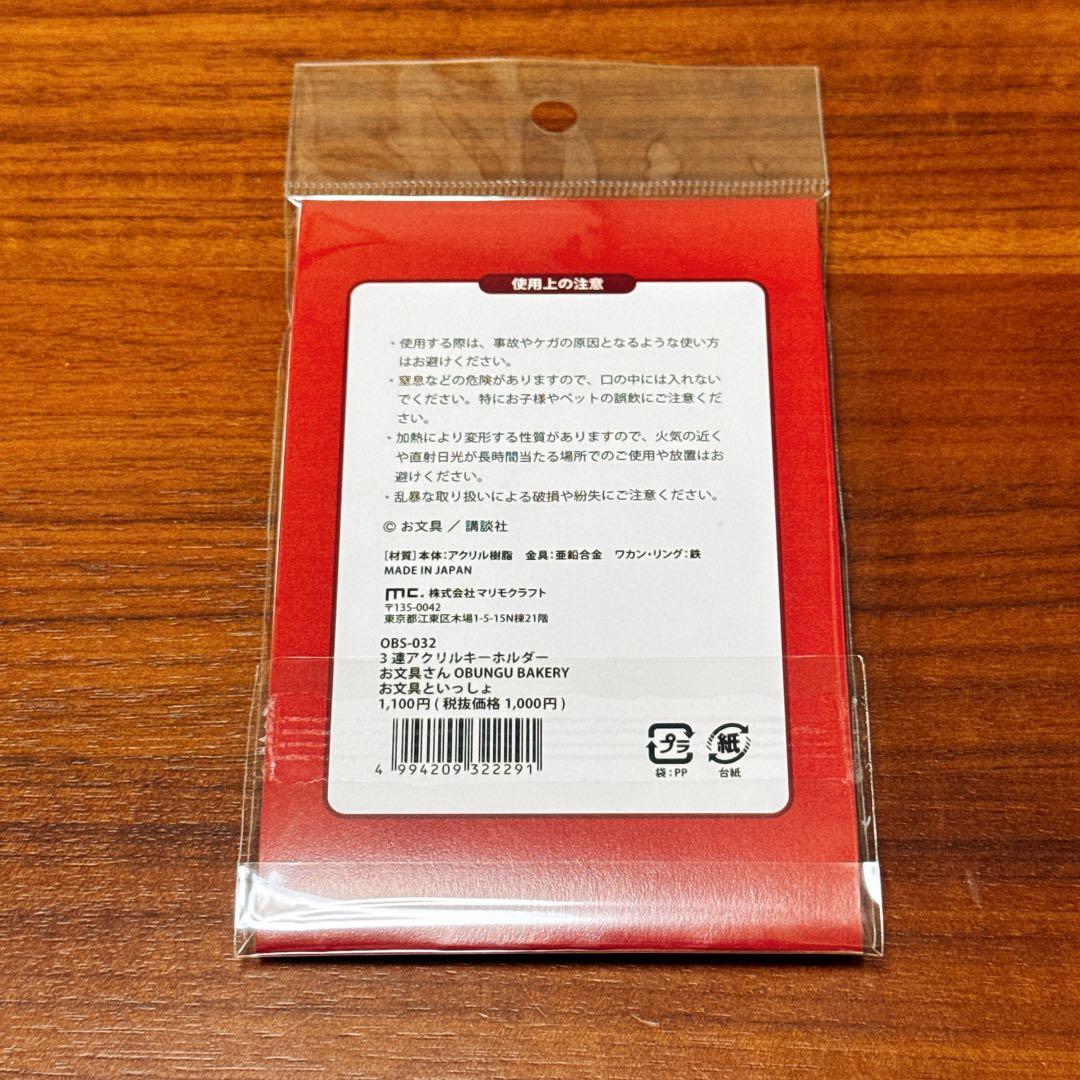 使用上の注意
・使用する際は、事故やケガの原因となるような使い方
はお避けください。
・窒息などの危険がありますので、口の中には入れない
でください。特にお子様やペットの誤飲にご注意くだ
さい。
・加熱により変形する性質がありますので、火気の近く
や直射日光が長時間当たる場所でのご使用や放置はお
避けください。
・乱暴な取り扱いによる破損や紛失にご注意ください。
© お文具 / 講談社
[材質] 本体:アクリル樹脂 金具:亜鉛合金 ワカン・リング:鉄
MADE IN JAPAN
mc. 株式会社マリモクラフト
〒135-0042
東京都江東区木場1-5-15N棟21階
OBS-032
3連アクリルキーホルダー
お文具さん OBUNGU BAKERY
お文具といっしょ
1,100円 ( 税抜価格 1,000円 )
4 994209 322291
プラ
袋:PP
紙
台紙